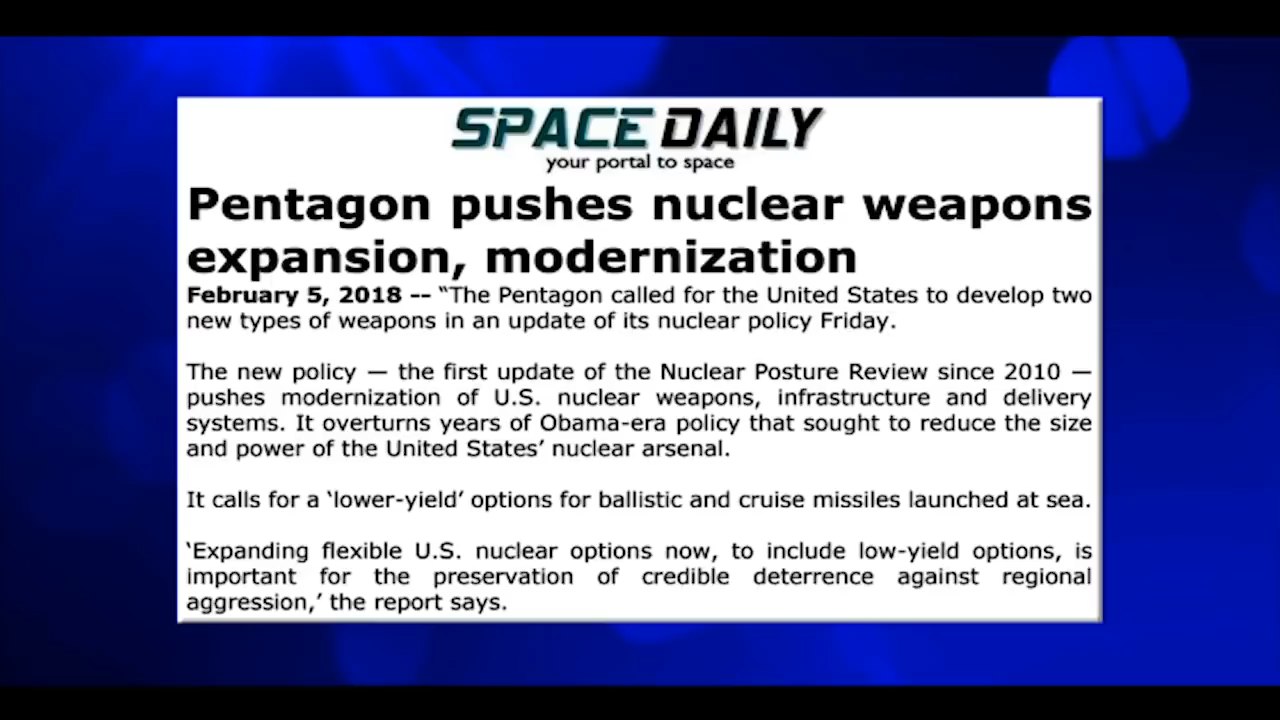 SPACE DAILY
your portal to space
Pentagon pushes nuclear weapons
expansion, modernization
February 5, 2018 -- “The Pentagon called for the United States to develop two
new types of weapons in an update of its nuclear policy Friday.
The new policy — the first update of the Nuclear Posture Review since 2010 —
pushes modernization of U.S. nuclear weapons, infrastructure and delivery
systems. It overturns years of Obama-era policy that sought to reduce the size
and power of the United States’ nuclear arsenal.
It calls for a ‘lower-yield’ options for ballistic and cruise missiles launched at sea.
‘Expanding flexible U.S. nuclear options now, to include low-yield options, is
important for the preservation of credible deterrence against regional
aggression,’ the report says.